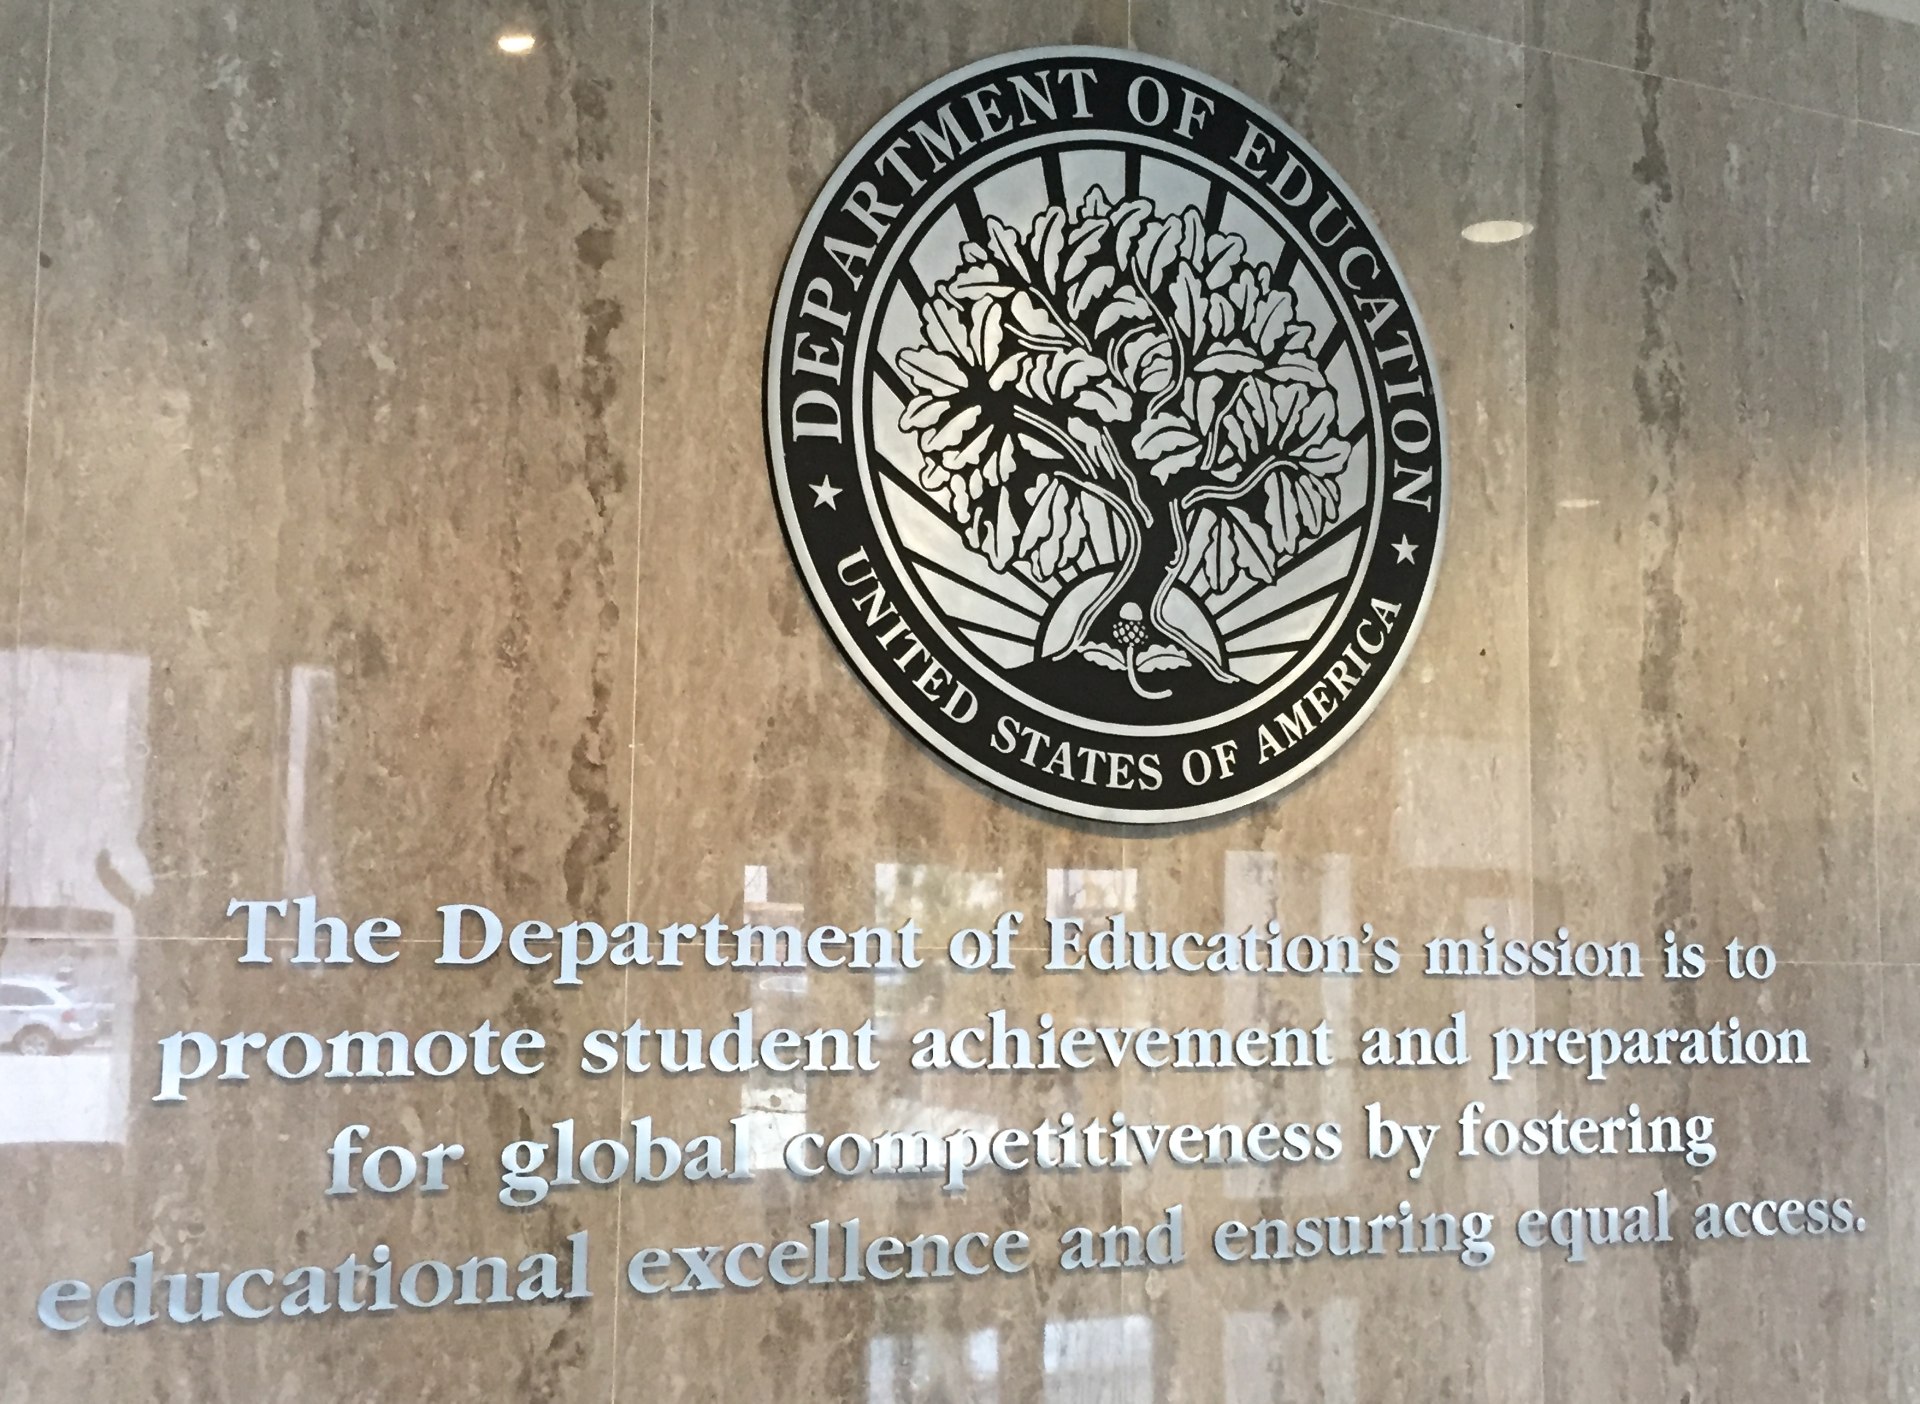 DEPARTMENT OF EDUCATION
★ UNITED STATES OF AMERICA ★
The Department of Education's mission is to
promote student achievement and preparation
for global competitiveness by fostering
educational excellence and ensuring equal access.